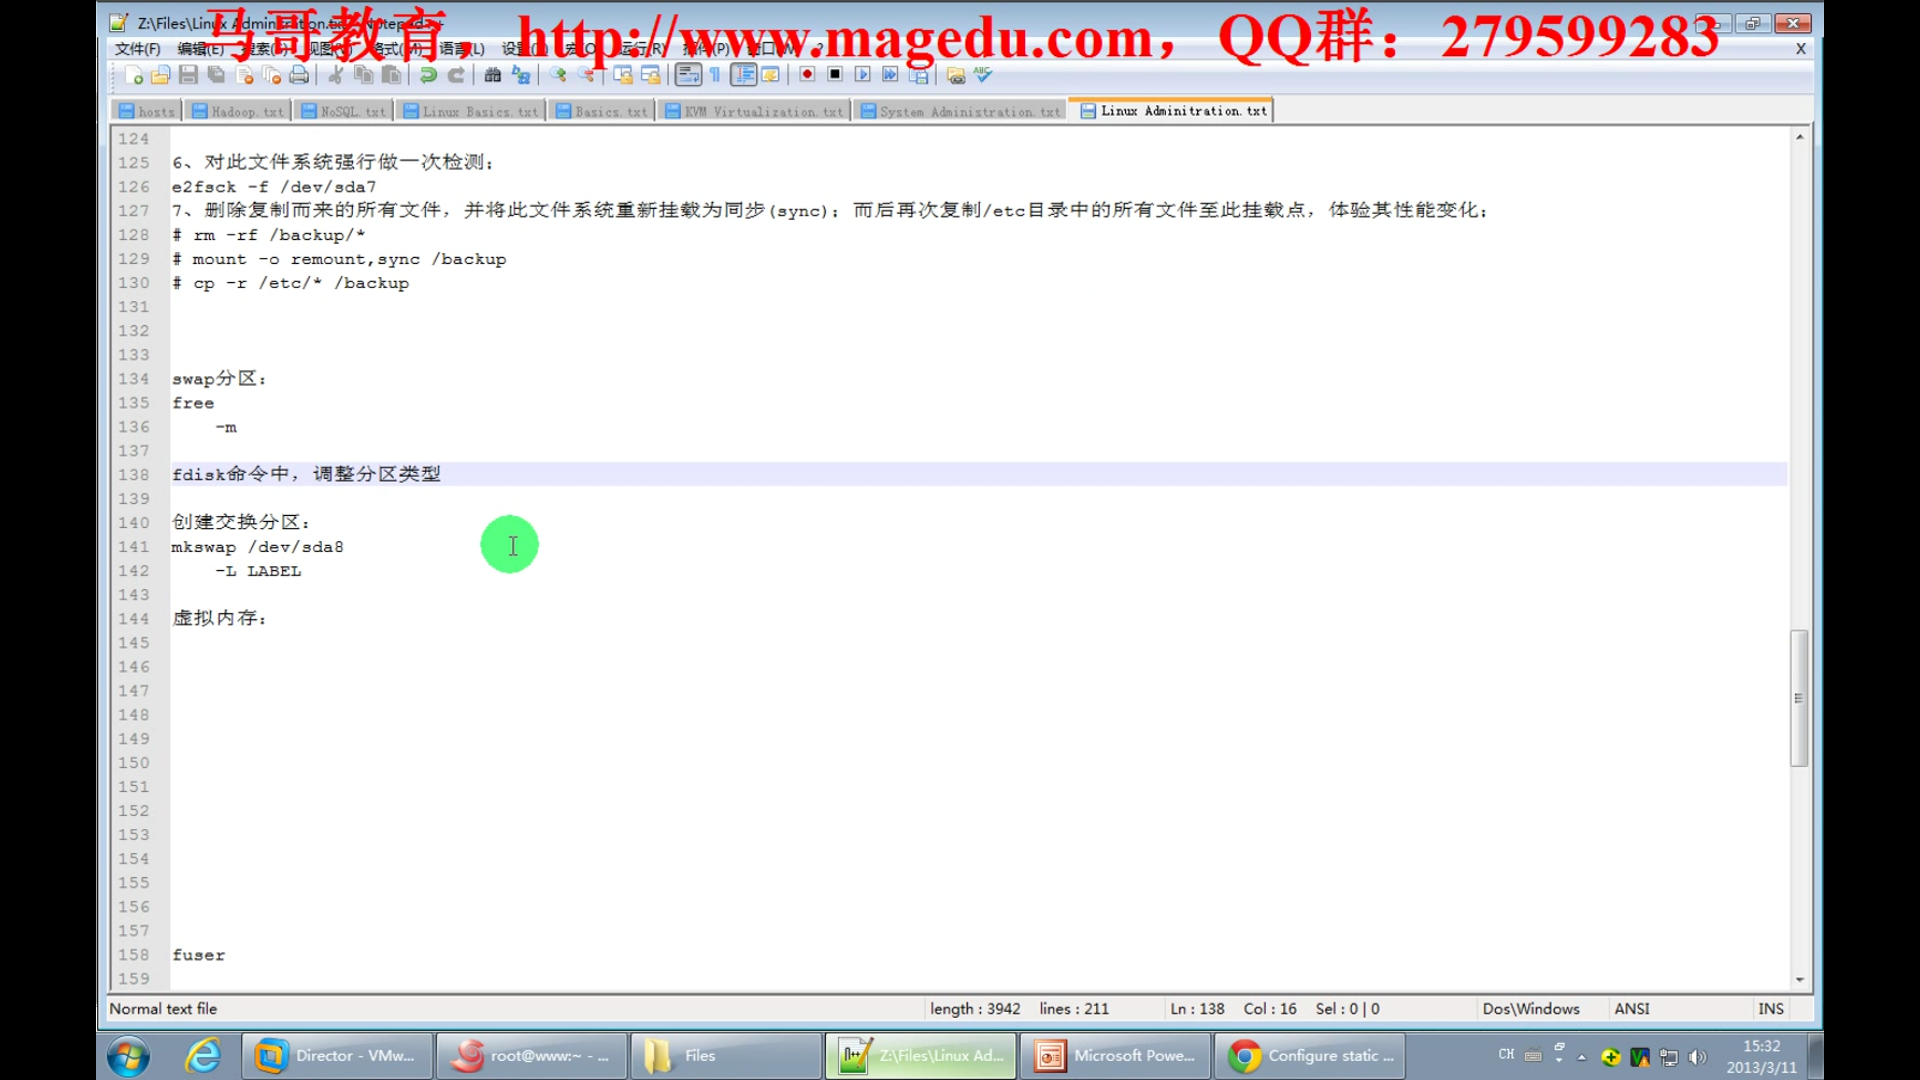 Z:\Files\Linux Adminitration.txt - Notepad++
马哥教育，http://www.magedu.com，QQ群：279599283
文件(F) 编辑(E) 搜索(S) 视图(V) 格式(M) 语言(L) 设置(T) 宏(O) 运行(R) 插件(P) 窗口(W) ? X
hosts Hadoop.txt NoSQL.txt Linux Basics.txt Basics.txt KVM Virtualization.txt System Administration.txt Linux Adminitration.txt
124
125 6、对此文件系统强行做一次检测；
126 e2fsck -f /dev/sda7
127 7、删除复制而来的所有文件，并将此文件系统重新挂载为同步(sync)；而后再次复制/etc目录中的所有文件至此挂载点，体验其性能变化；
128 # rm -rf /backup/*
129 # mount -o remount,sync /backup
130 # cp -r /etc/* /backup
131
132
133
134 swap分区：
135 free
136 -m
137
138 fdisk命令中，调整分区类型
139
140 创建交换分区：
141 mkswap /dev/sda8
142 -L LABEL
143
144 虚拟内存：
145
146
147
148
149
150
151
152
153
154
155
156
157
158 fuser
159
Normal text file length : 3942 lines : 211 Ln : 138 Col : 16 Sel : 0 | 0 Dos\Windows ANSI INS
Director - VMw... root@www:~ - ... Files Z:\Files\Linux Ad... Microsoft Powe... Configure static ... CH 15:32
2013/3/11